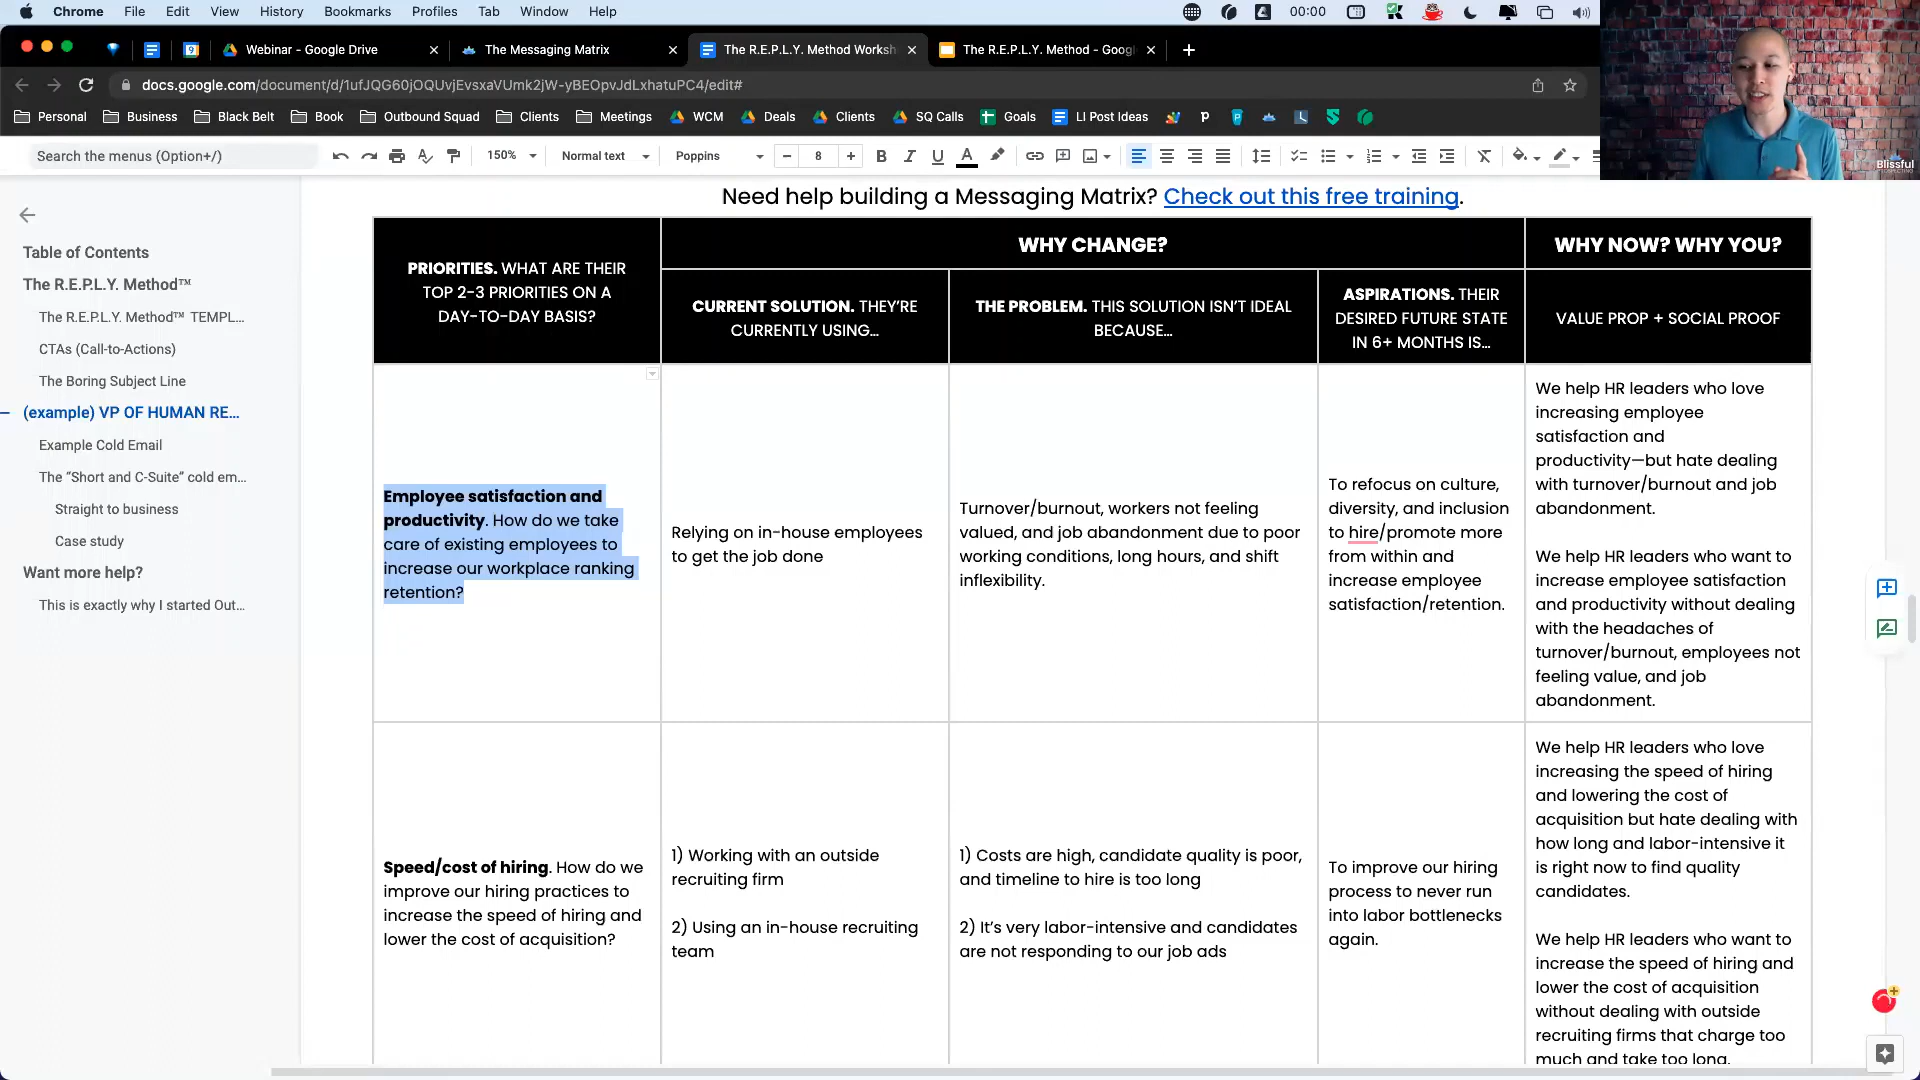 Chrome File Edit View History Bookmarks Profiles Tab Window Help 00:00
Webinar - Google Drive The Messaging Matrix The R.E.P.L.Y. Method Worksh The R.E.P.L.Y. Method - Googl
docs.google.com/document/d/1ufJQG60jOQUvjEvsxaVUmk2jW-yBEOpvJdLxhatuPC4/edit#
Personal Business Black Belt Book Outbound Squad Clients Meetings WCM Deals Clients SQ Calls Goals LI Post Ideas
Search the menus (Option+/) 150% Normal text Poppins 8
Blissful
PROSPECTING
Table of Contents
The R.E.P.L.Y. Method™
The R.E.P.L.Y. Method™ TEMPL...
CTAs (Call-to-Actions)
The Boring Subject Line
(example) VP OF HUMAN RE...
Example Cold Email
The “Short and C-Suite” cold em...
Straight to business
Case study
Want more help?
This is exactly why I started Out...
Need help building a Messaging Matrix? Check out this free training.
PRIORITIES. WHAT ARE THEIR
TOP 2-3 PRIORITIES ON A
DAY-TO-DAY BASIS?
WHY CHANGE?
WHY NOW? WHY YOU?
CURRENT SOLUTION. THEY’RE
CURRENTLY USING...
THE PROBLEM. THIS SOLUTION ISN’T IDEAL
BECAUSE...
ASPIRATIONS. THEIR
DESIRED FUTURE STATE
IN 6+ MONTHS IS...
VALUE PROP + SOCIAL PROOF
Employee satisfaction and
productivity. How do we take
care of existing employees to
increase our workplace ranking
retention?
Relying on in-house employees
to get the job done
Turnover/burnout, workers not feeling
valued, and job abandonment due to poor
working conditions, long hours, and shift
inflexibility.
To refocus on culture,
diversity, and inclusion
to hire/promote more
from within and
increase employee
satisfaction/retention.
We help HR leaders who love
increasing employee
satisfaction and
productivity—but hate dealing
with turnover/burnout and job
abandonment.
We help HR leaders who want to
increase employee satisfaction
and productivity without dealing
with the headaches of
turnover/burnout, employees not
feeling value, and job
abandonment.
Speed/cost of hiring. How do we
improve our hiring practices to
increase the speed of hiring and
lower the cost of acquisition?
1) Working with an outside
recruiting firm
2) Using an in-house recruiting
team
1) Costs are high, candidate quality is poor,
and timeline to hire is too long
2) It’s very labor-intensive and candidates
are not responding to our job ads
To improve our hiring
process to never run
into labor bottlenecks
again.
We help HR leaders who love
increasing the speed of hiring
and lowering the cost of
acquisition but hate dealing with
how long and labor-intensive it
is right now to find quality
candidates.
We help HR leaders who want to
increase the speed of hiring and
lower the cost of acquisition
without dealing with outside
recruiting firms that charge too
much and take too long.